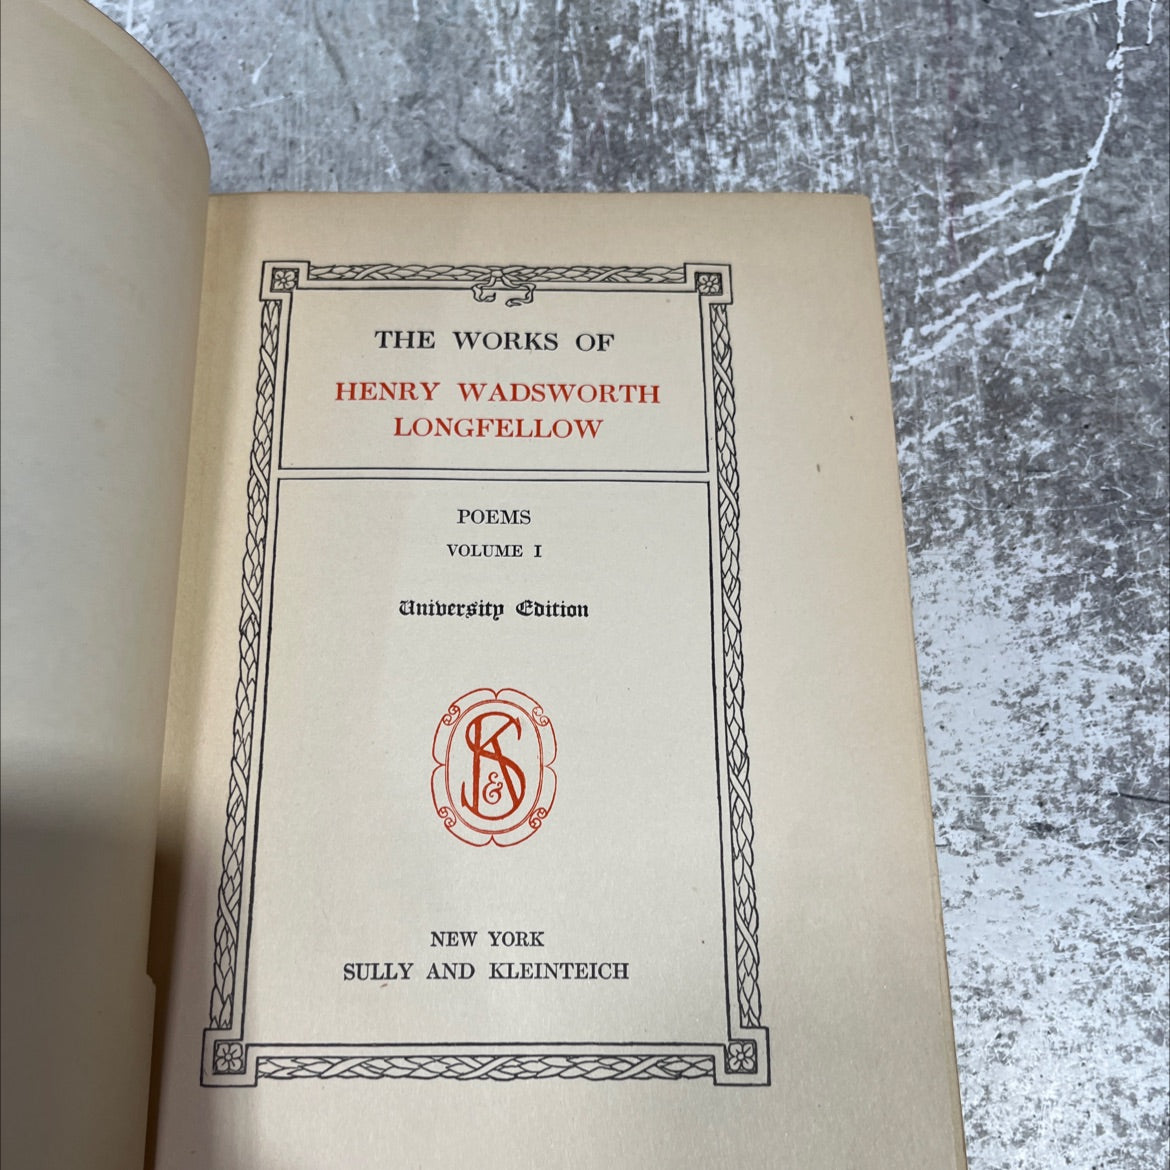 THE WORKS OF
HENRY WADSWORTH
LONGFELLOW
POEMS
VOLUME I
University Edition
S&K
NEW YORK
SULLY AND KLEINTEICH